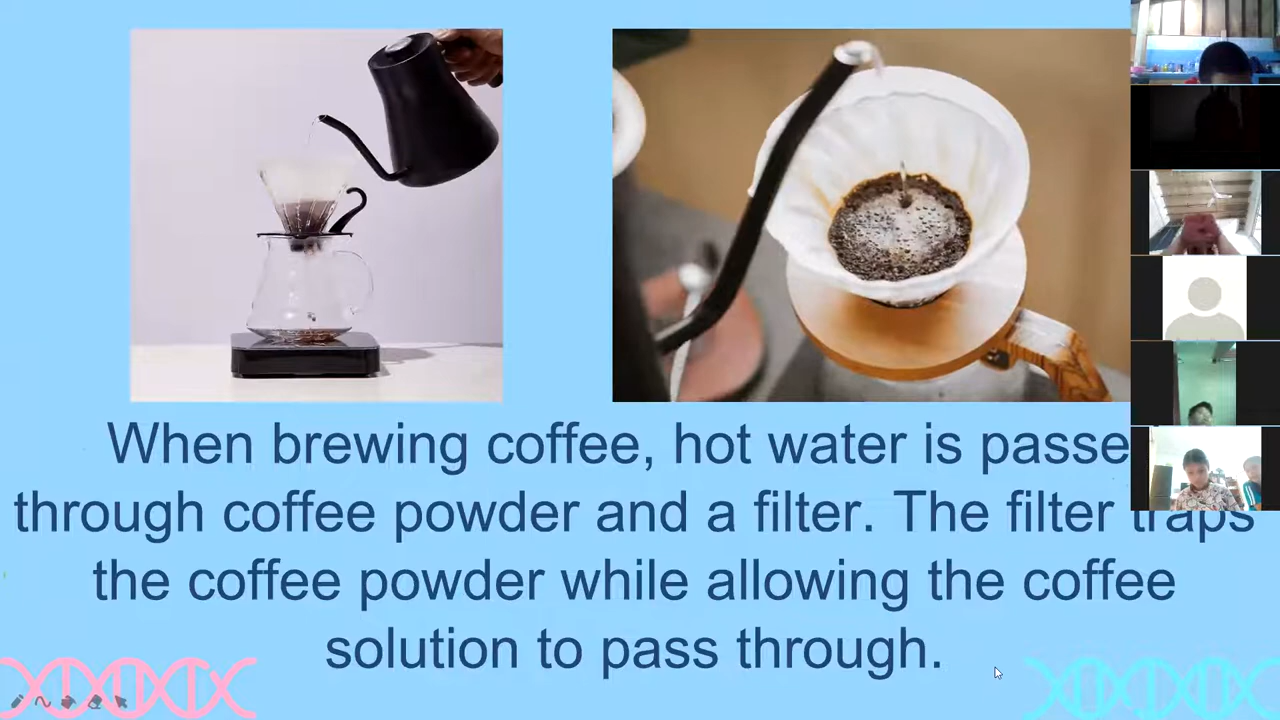 When brewing coffee, hot water is passe
through coffee powder and a filter. The filter traps
the coffee powder while allowing the coffee
solution to pass through.